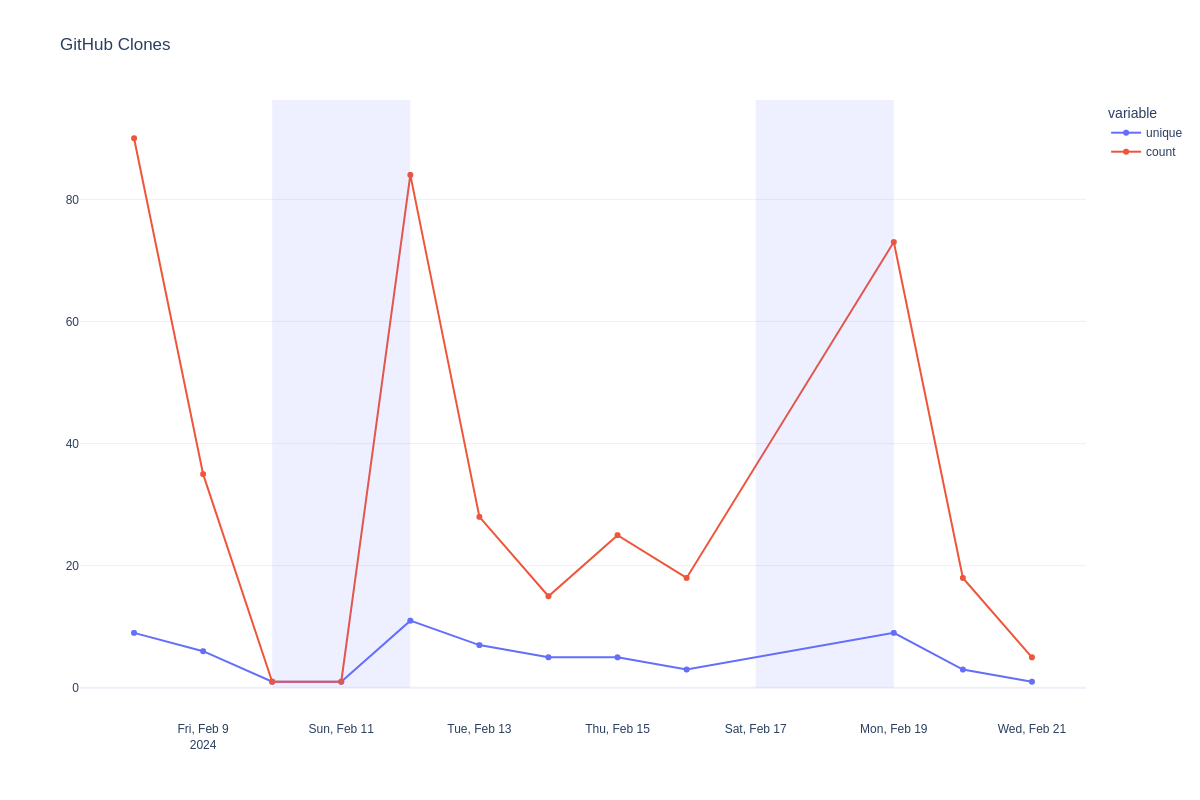 GitHub Clones
variable
unique
count
80
60
40
20
0
Fri, Feb 9
2024
Sun, Feb 11
Tue, Feb 13
Thu, Feb 15
Sat, Feb 17
Mon, Feb 19
Wed, Feb 21